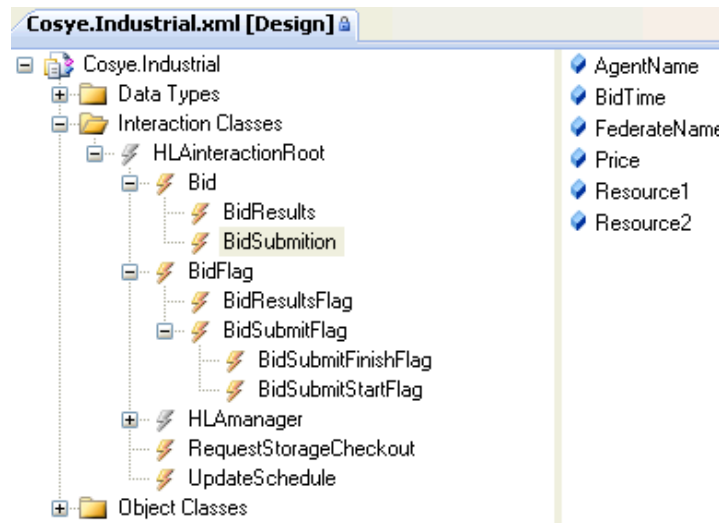 Cosye.Industrial.xml [Design]
Cosye.Industrial
Data Types
Interaction Classes
HLAinteractionRoot
Bid
BidResults
BidSubmition
BidFlag
BidResultsFlag
BidSubmitFlag
BidSubmitFinishFlag
BidSubmitStartFlag
HLAmanager
RequestStorageCheckout
UpdateSchedule
Object Classes
AgentName
BidTime
FederateName
Price
Resource1
Resource2